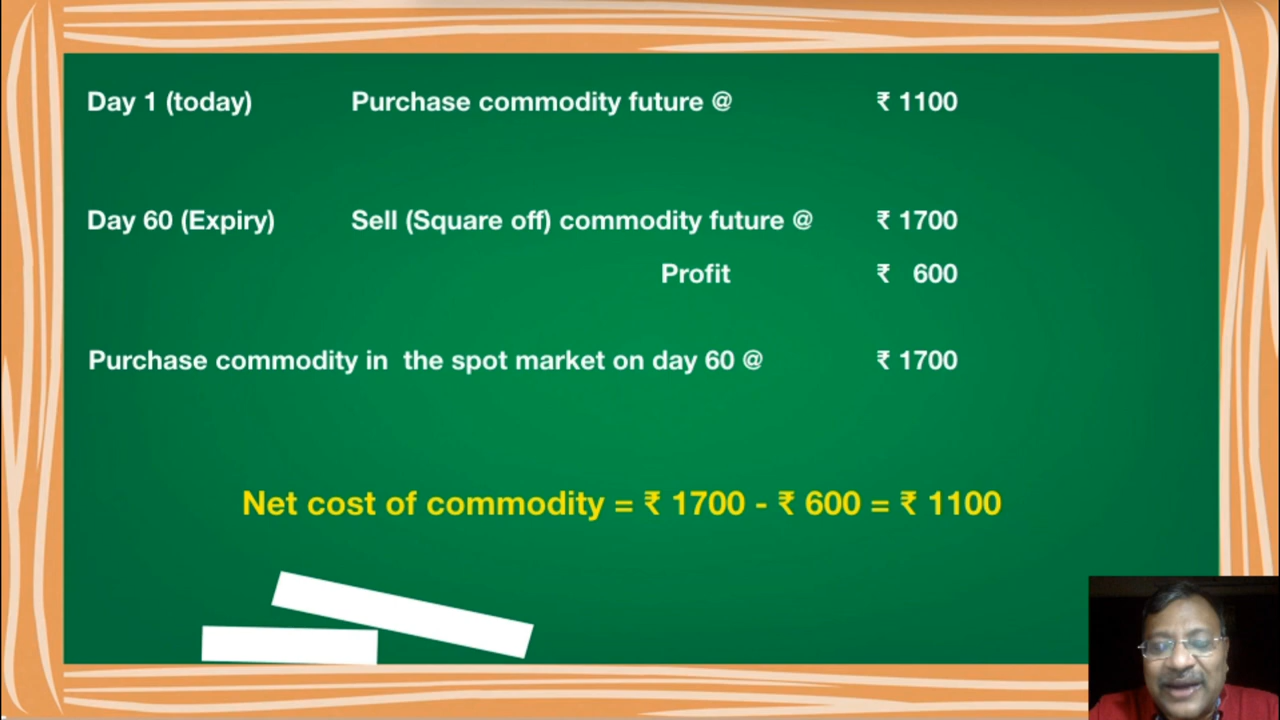 Day 1 (today) Purchase commodity future @ ₹ 1100
Day 60 (Expiry) Sell (Square off) commodity future @ ₹ 1700
Profit ₹ 600
Purchase commodity in the spot market on day 60 @ ₹ 1700
Net cost of commodity = ₹ 1700 - ₹ 600 = ₹ 1100